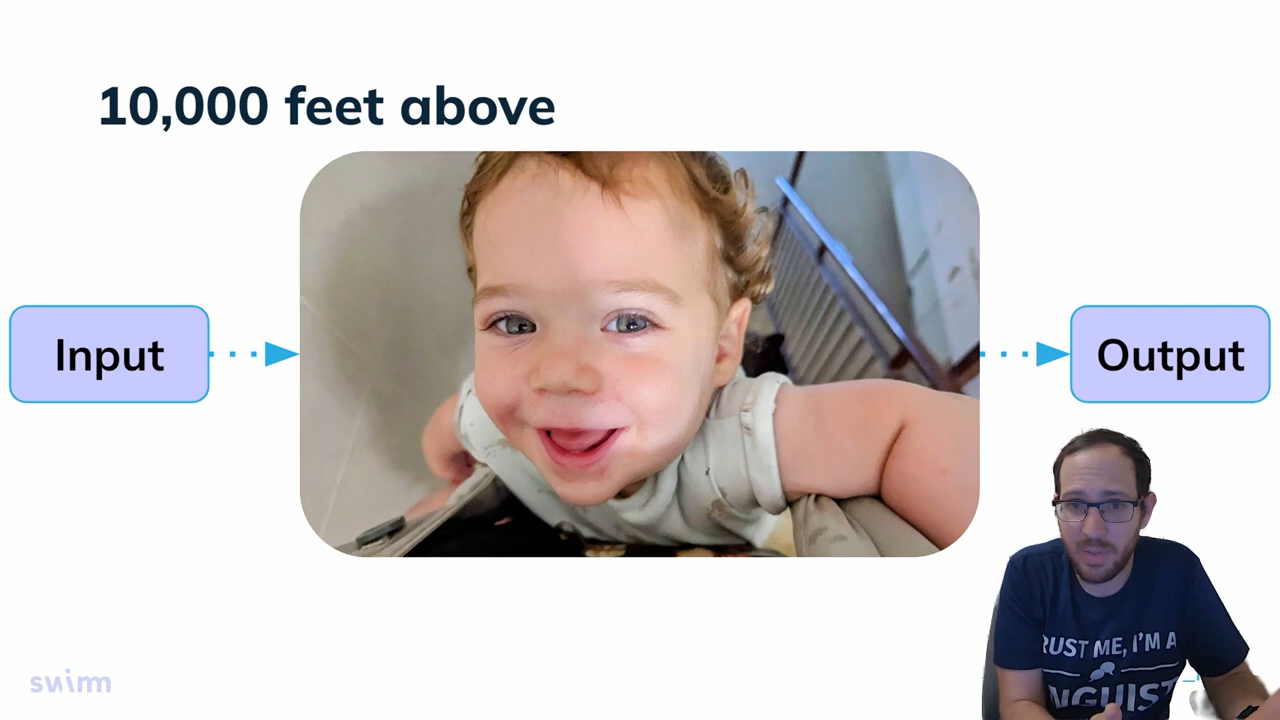 10,000 feet above
Input
Output
RUST ME, I'M A
NGUIST
swimm